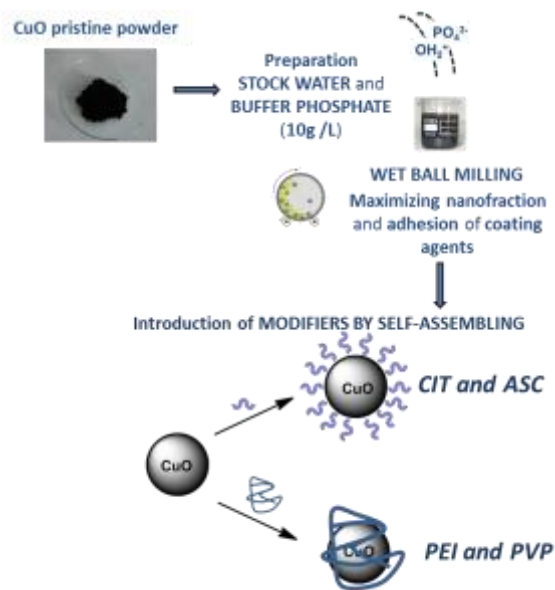 CuO pristine powder
Preparation
STOCK WATER and
BUFFER PHOSPHATE
(10g /L)
PO₄³⁻
OH₂⁺
WET BALL MILLING
Maximizing nanofraction
and adhesion of coating
agents
Introduction of MODIFIERS BY SELF-ASSEMBLING
CuO
CIT and ASC
CuO
CuO
PEI and PVP